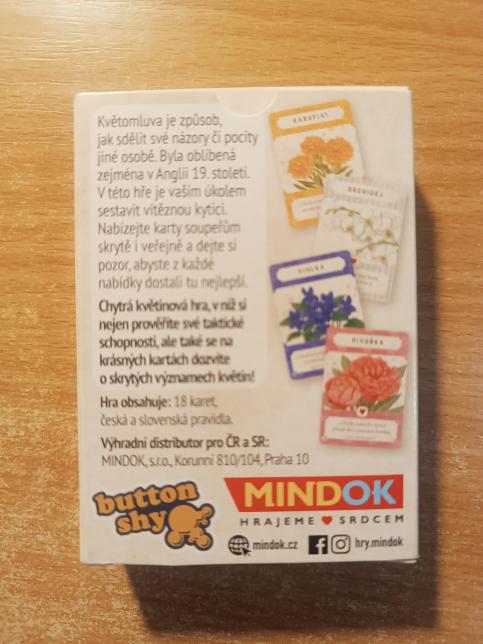 Květomluva je způsob,
jak sdělit své názory či pocity
jiné osobě. Byla oblíbená
zejména v Anglii 19. století.
V této hře je vaším úkolem
sestavit vítěznou kytici.
Nabízejte karty soupeřům
skrytě i veřejně a dejte si
pozor, abyste z každé
nabídky dostali tu nejlepší.
Chytrá květinová hra, v níž si
nejen prověříte své taktické
schopnosti, ale také se na
krásných kartách dozvíte
o skrytých významech květin!
Hra obsahuje: 18 karet,
česká a slovenská pravidla.
Výhradní distributor pro ČR a SR:
MINDOK, s.r.o., Korunní 810/104, Praha 10
KARAFIÁT
ORCHIDEJ
VIOLKA
PIVOŇKA
button
shy
MINDOK
HRAJEME SRDCEM
mindok.cz
hry.mindok